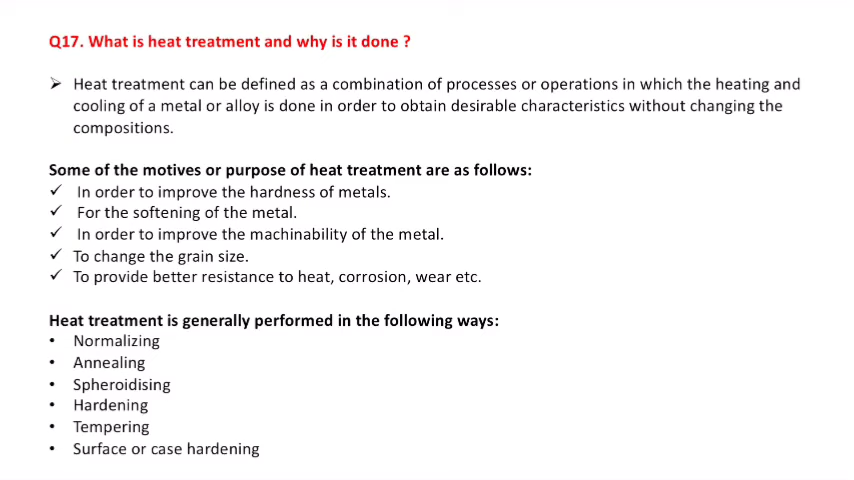 Q17. What is heat treatment and why is it done ?
➢ Heat treatment can be defined as a combination of processes or operations in which the heating and
cooling of a metal or alloy is done in order to obtain desirable characteristics without changing the
compositions.
Some of the motives or purpose of heat treatment are as follows:
✓ In order to improve the hardness of metals.
✓ For the softening of the metal.
✓ In order to improve the machinability of the metal.
✓ To change the grain size.
✓ To provide better resistance to heat, corrosion, wear etc.
Heat treatment is generally performed in the following ways:
• Normalizing
• Annealing
• Spheroidising
• Hardening
• Tempering
• Surface or case hardening